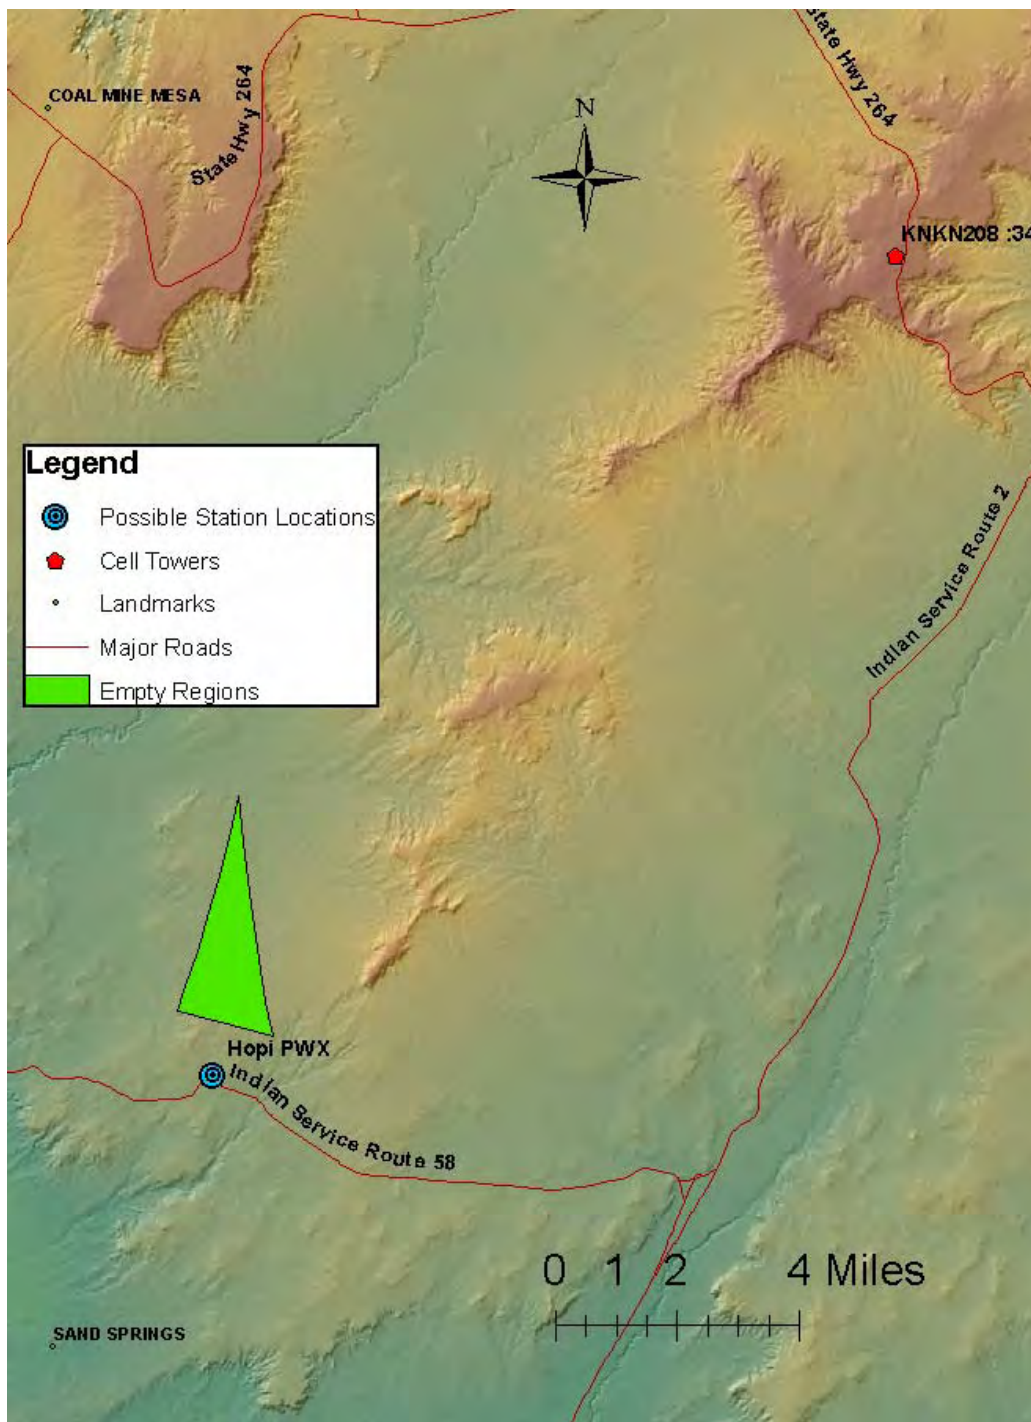 State Hwy 264
COAL MINE MESA
State Hwy 264
N
KNKN208 :34
Legend
Possible Station Locations
Cell Towers
Landmarks
Major Roads
Empty Regions
Indian Service Route 2
Hopi PWX
Indian Service Route 58
0 1 2 4 Miles
SAND SPRINGS